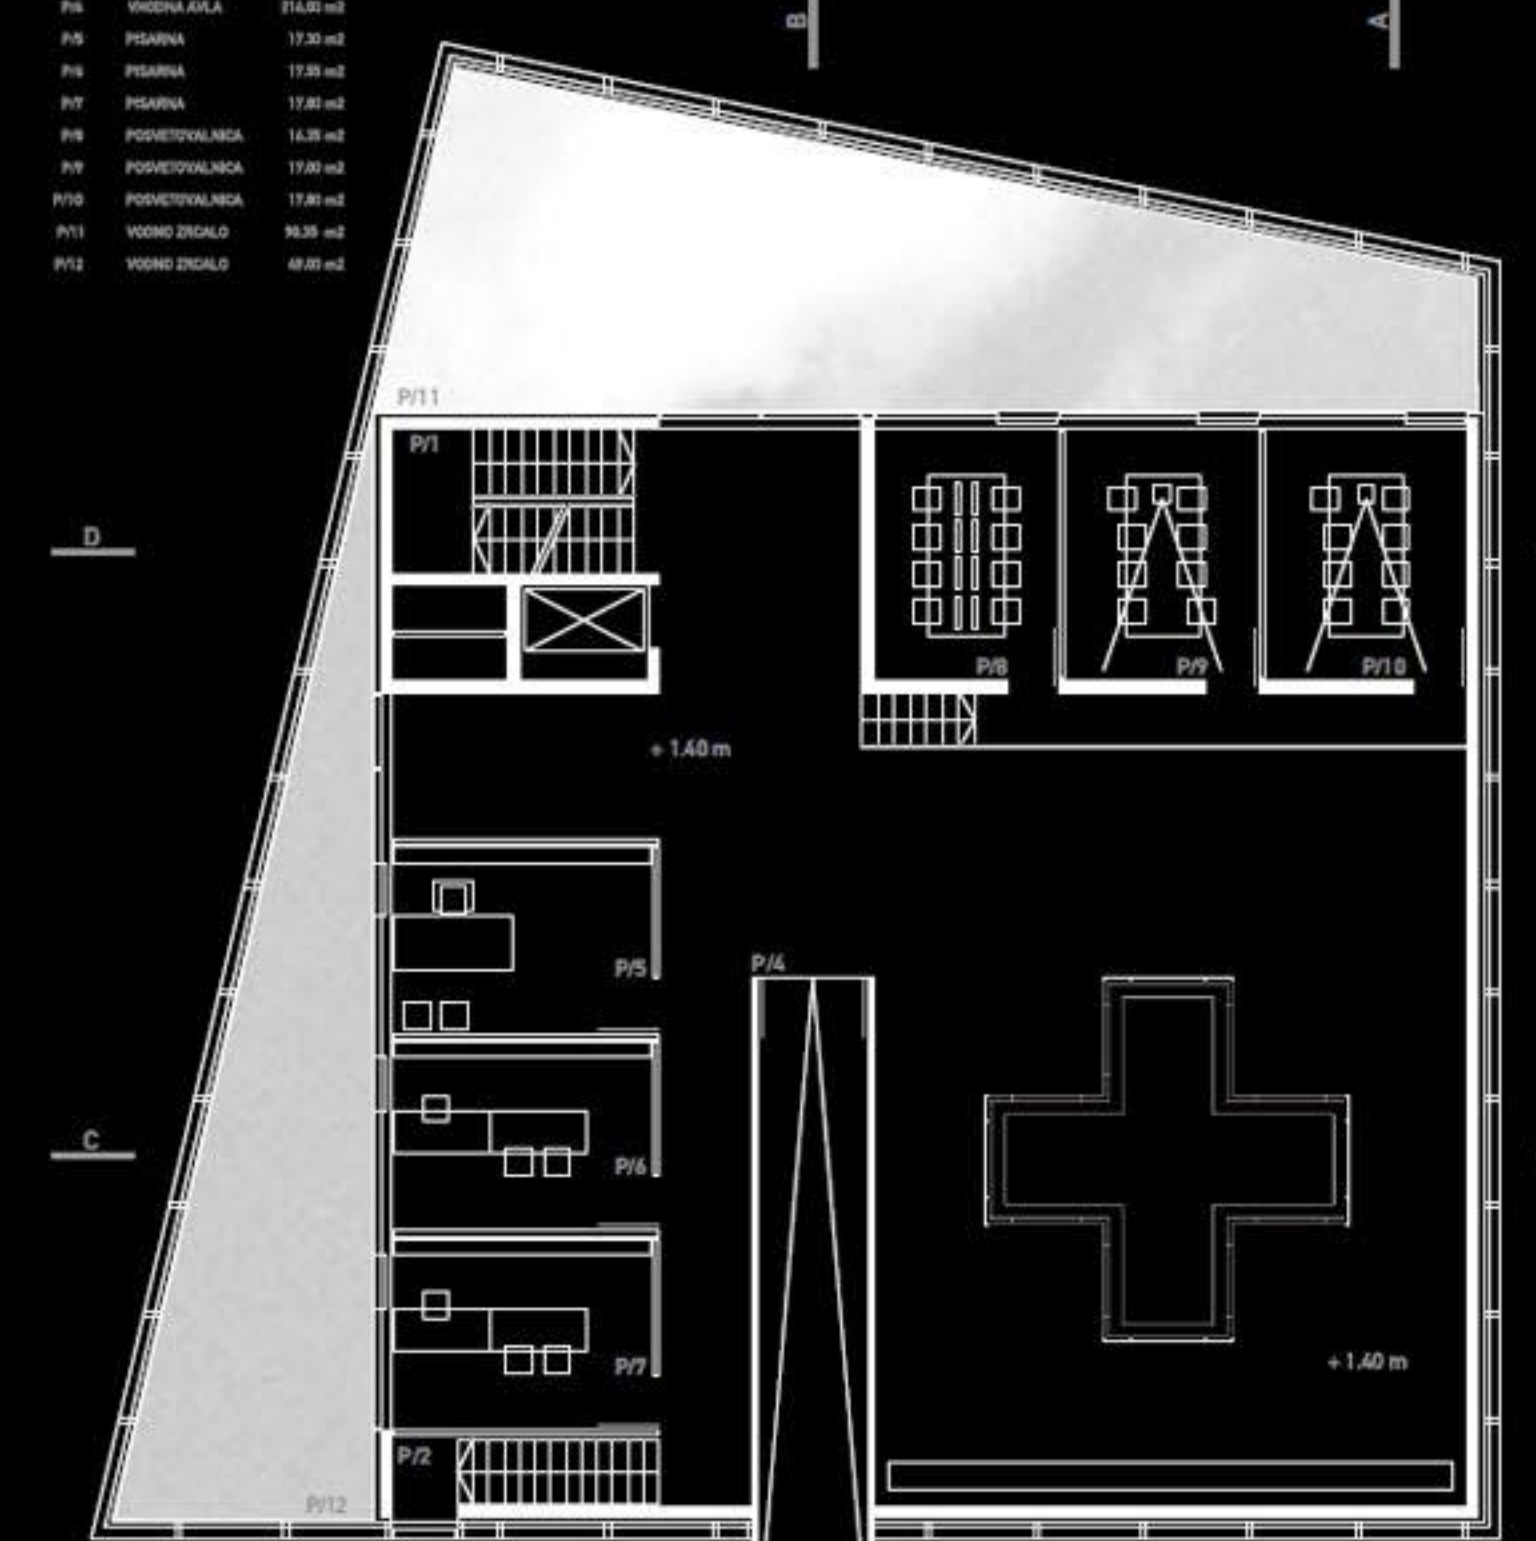 P/4 VHODNA AVLA 216.00 m2
P/5 PISARNA 17.30 m2
P/6 PISARNA 17.55 m2
P/7 PISARNA 17.80 m2
P/8 POSVETOVALNICA 16.35 m2
P/9 POSVETOVALNICA 17.00 m2
P/10 POSVETOVALNICA 17.80 m2
P/11 VODNO ZRCALO 90.35 m2
P/12 VODNO ZRCALO 69.00 m2
B
A
P/11
P/1
D
P/8
P/9
P/10
+ 1.40 m
P/5
P/4
C
P/6
P/7
+ 1.40 m
P/2
P/12